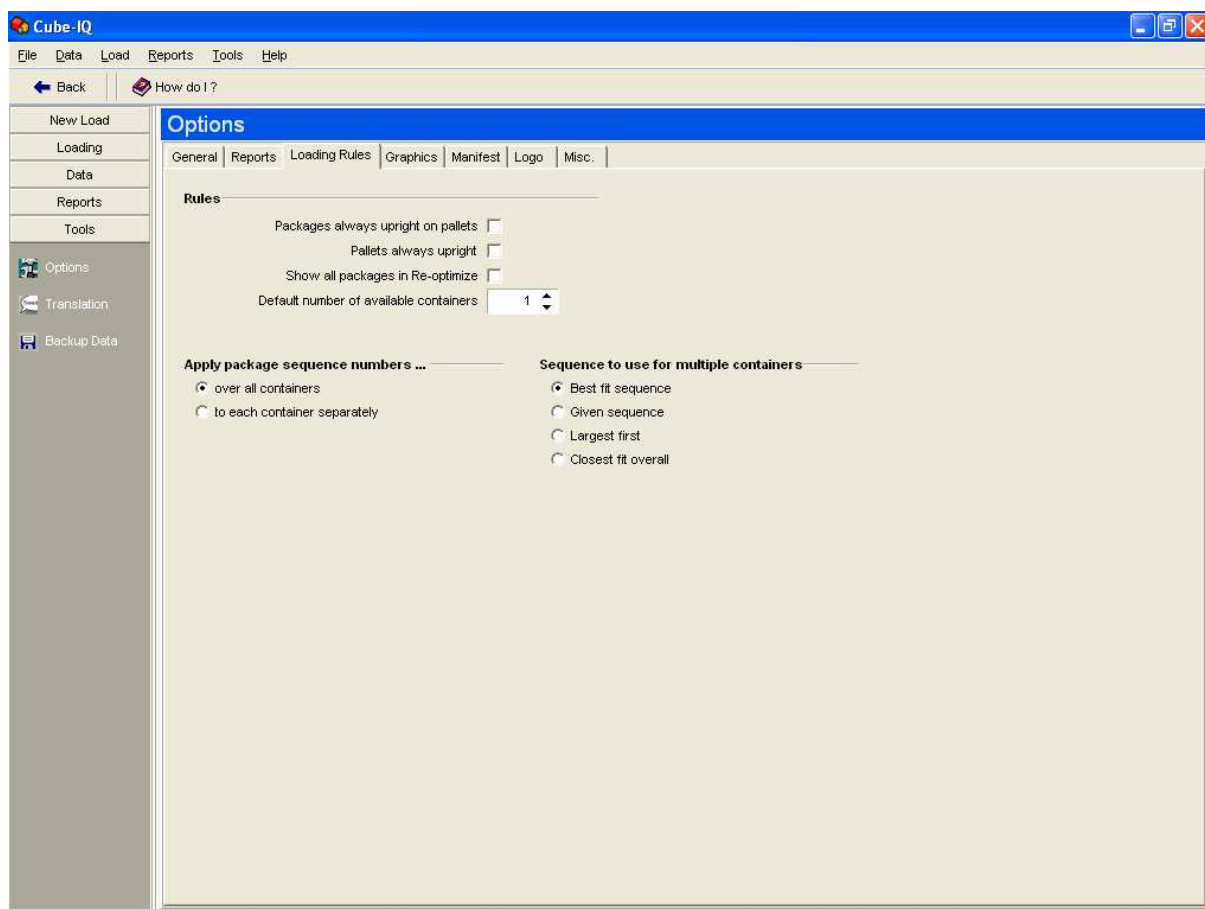 Cube-IQ
File Data Load Reports Tools Help
Back How do I ?
New Load
Loading
Data
Reports
Tools
Options
Translation
Backup Data
Options
General Reports Loading Rules Graphics Manifest Logo Misc.
Rules
Packages always upright on pallets
Pallets always upright
Show all packages in Re-optimize
Default number of available containers 1
Apply package sequence numbers ...
over all containers
to each container separately
Sequence to use for multiple containers
Best fit sequence
Given sequence
Largest first
Closest fit overall